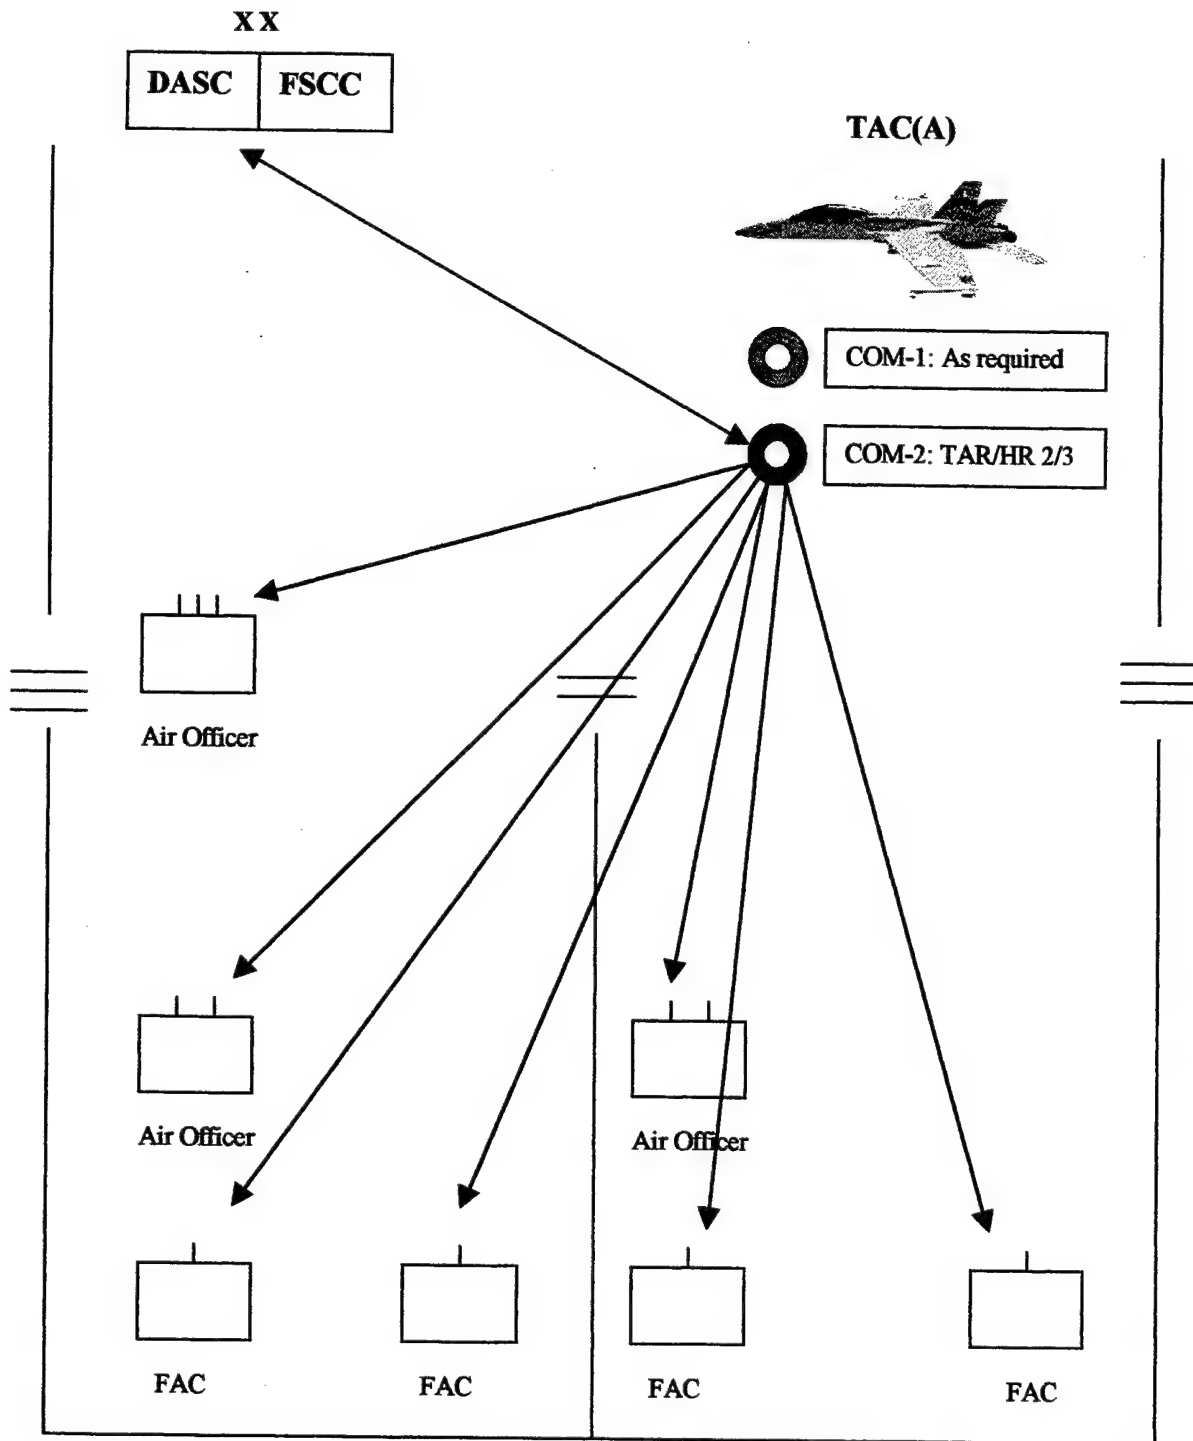 XX
DASC FSCC
TAC(A)
COM-1: As required
COM-2: TAR/HR 2/3
Air Officer
Air Officer
Air Officer
FAC
FAC
FAC
FAC